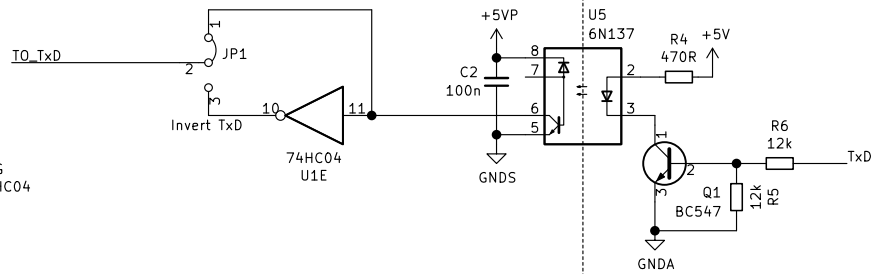 +5VP
U5
6N137
R4
470R
+5V
1
TO_TxD
JP1
2
3
8
7
C2
100n
2
6
3
10
11
5
Invert TxD
74HC04
U1E
GNDS
1
R6
12k
TxD
2
Q1
BC547
3
12k
R5
GNDA
HC04